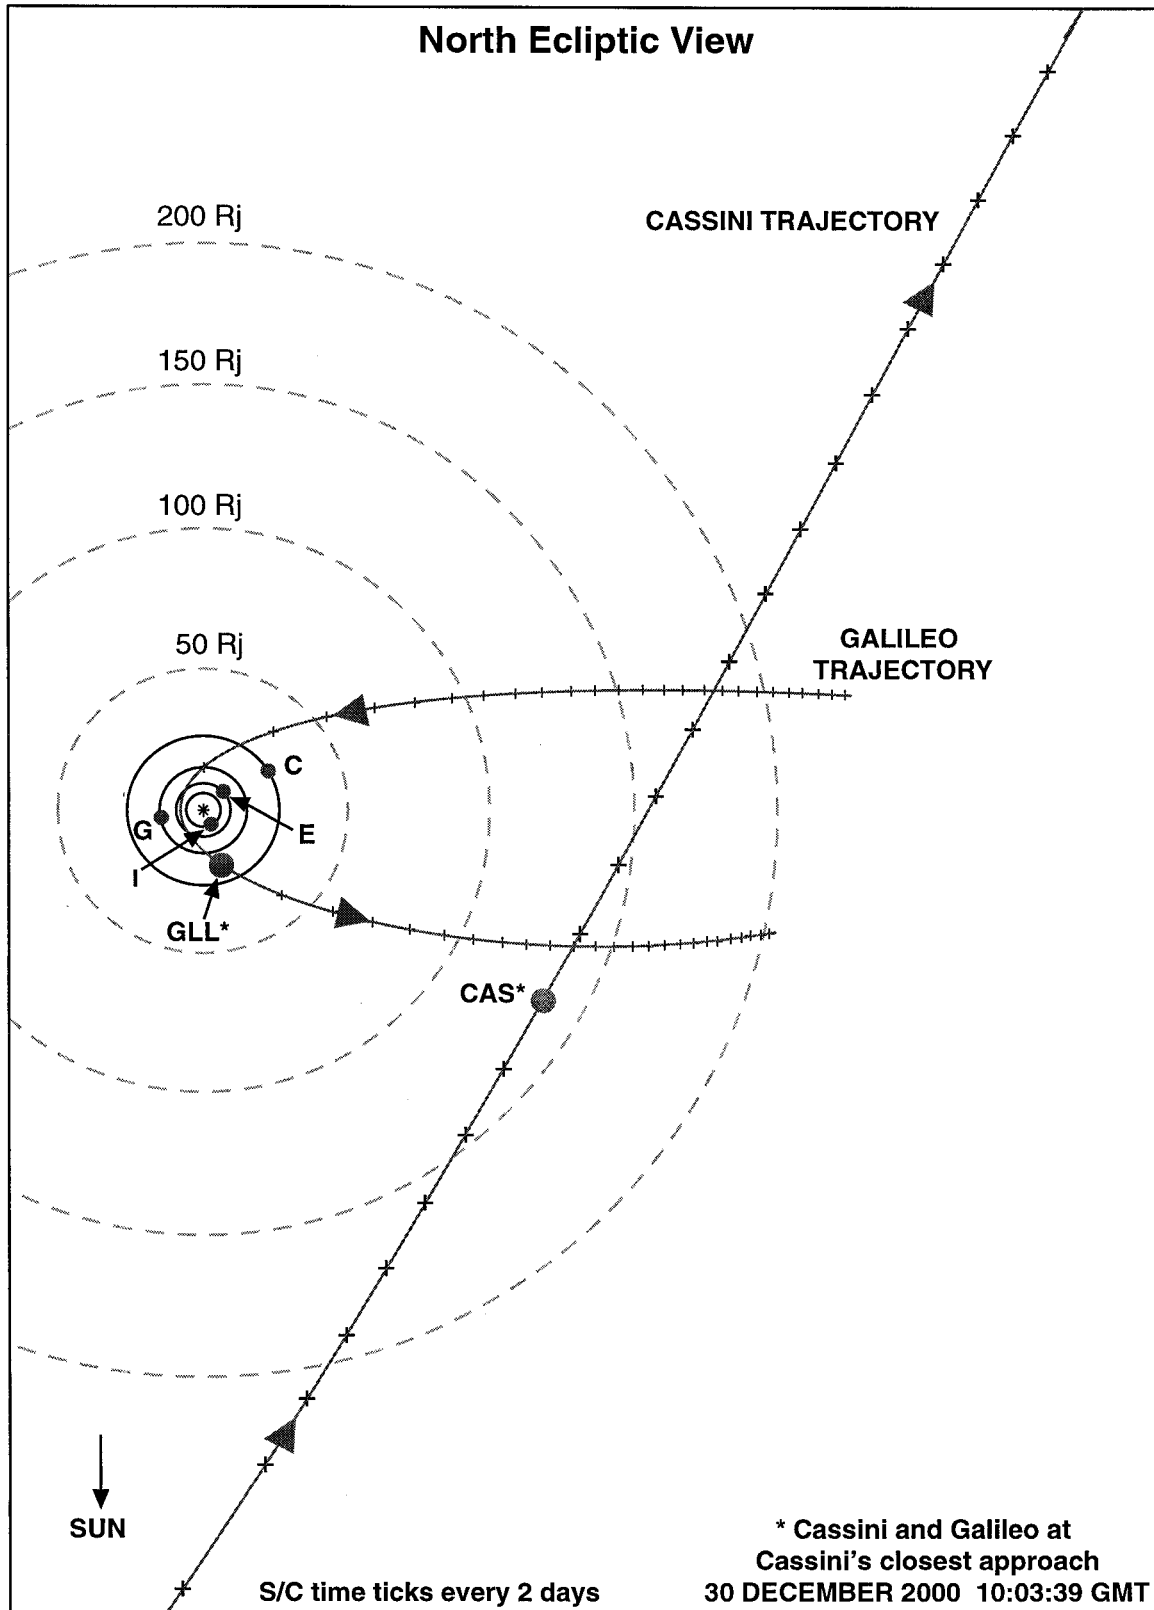 North Ecliptic View
200 Rj
CASSINI TRAJECTORY
150 Rj
100 Rj
50 Rj
GALILEO
TRAJECTORY
C
G
E
I
GLL*
CAS*
SUN
* Cassini and Galileo at
Cassini's closest approach
S/C time ticks every 2 days
30 DECEMBER 2000 10:03:39 GMT